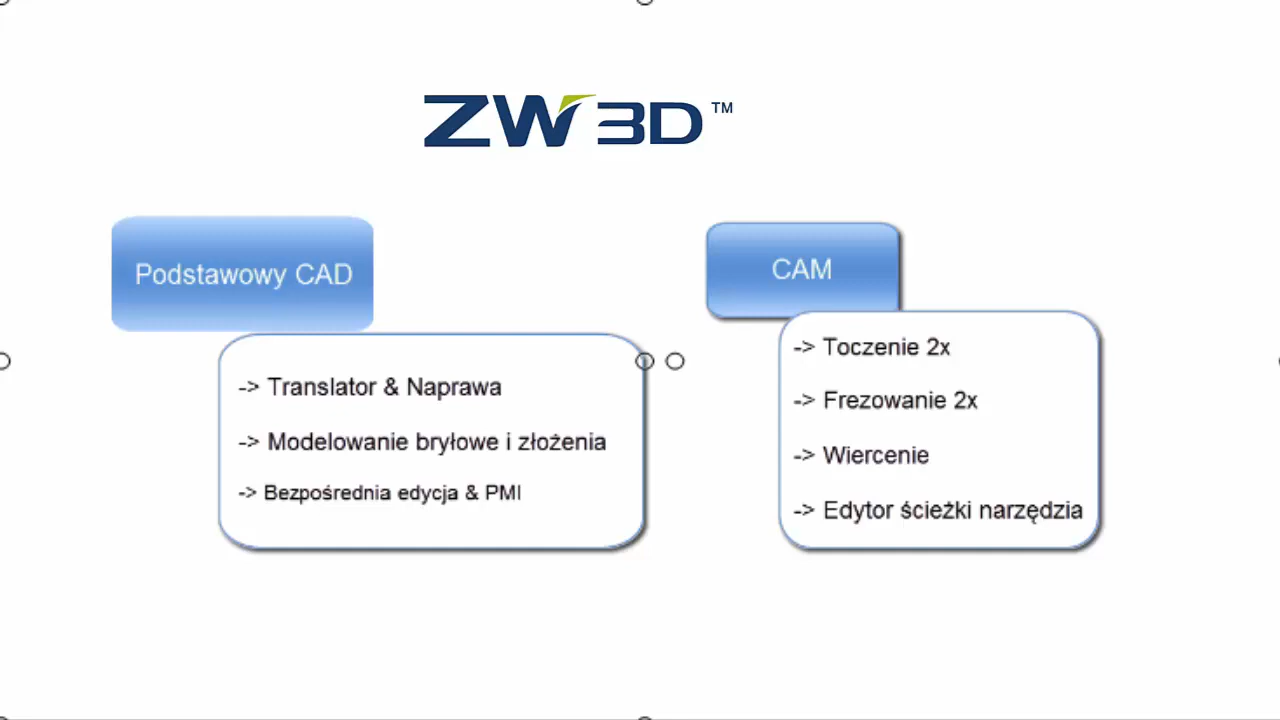 ZW3D™
Podstawowy CAD
-> Translator & Naprawa
-> Modelowanie bryłowe i złożenia
-> Bezpośrednia edycja & PMI
CAM
-> Toczenie 2x
-> Frezowanie 2x
-> Wiercenie
-> Edytor ścieżki narzędzia